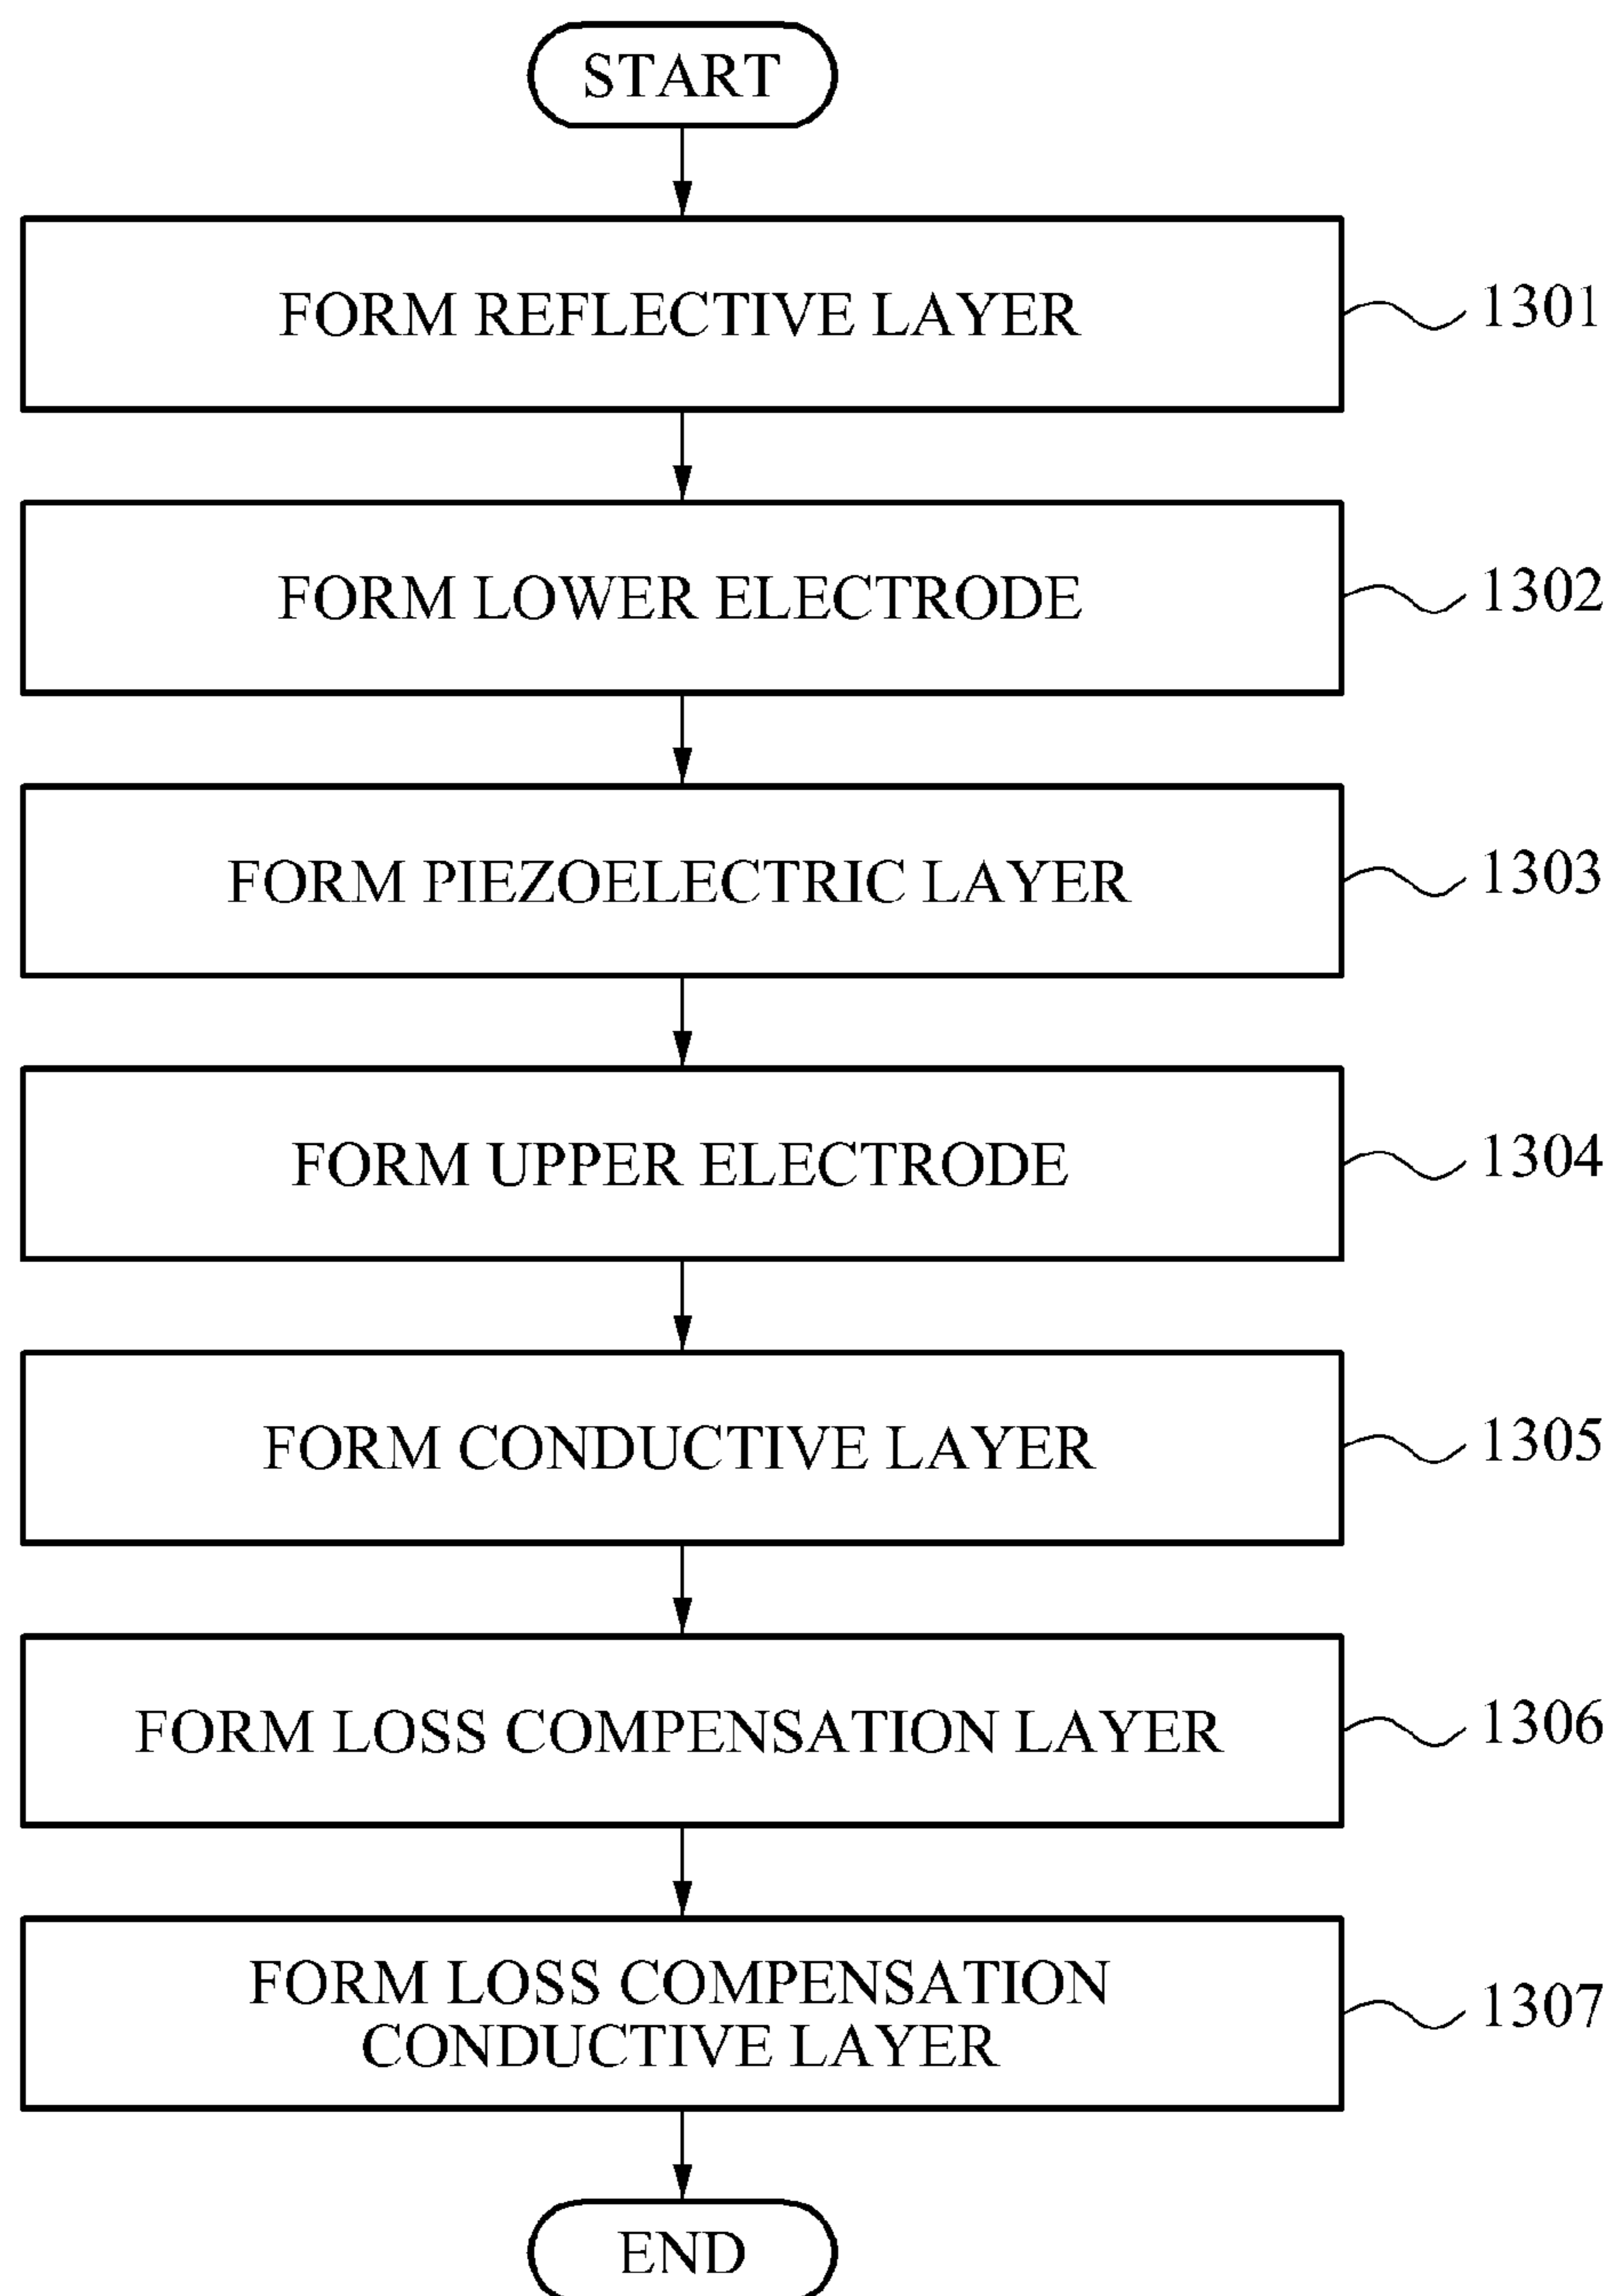 START
FORM REFLECTIVE LAYER
1301
FORM LOWER ELECTRODE
1302
FORM PIEZOELECTRIC LAYER
1303
FORM UPPER ELECTRODE
1304
FORM CONDUCTIVE LAYER
1305
FORM LOSS COMPENSATION LAYER
1306
FORM LOSS COMPENSATION
CONDUCTIVE LAYER
1307
END